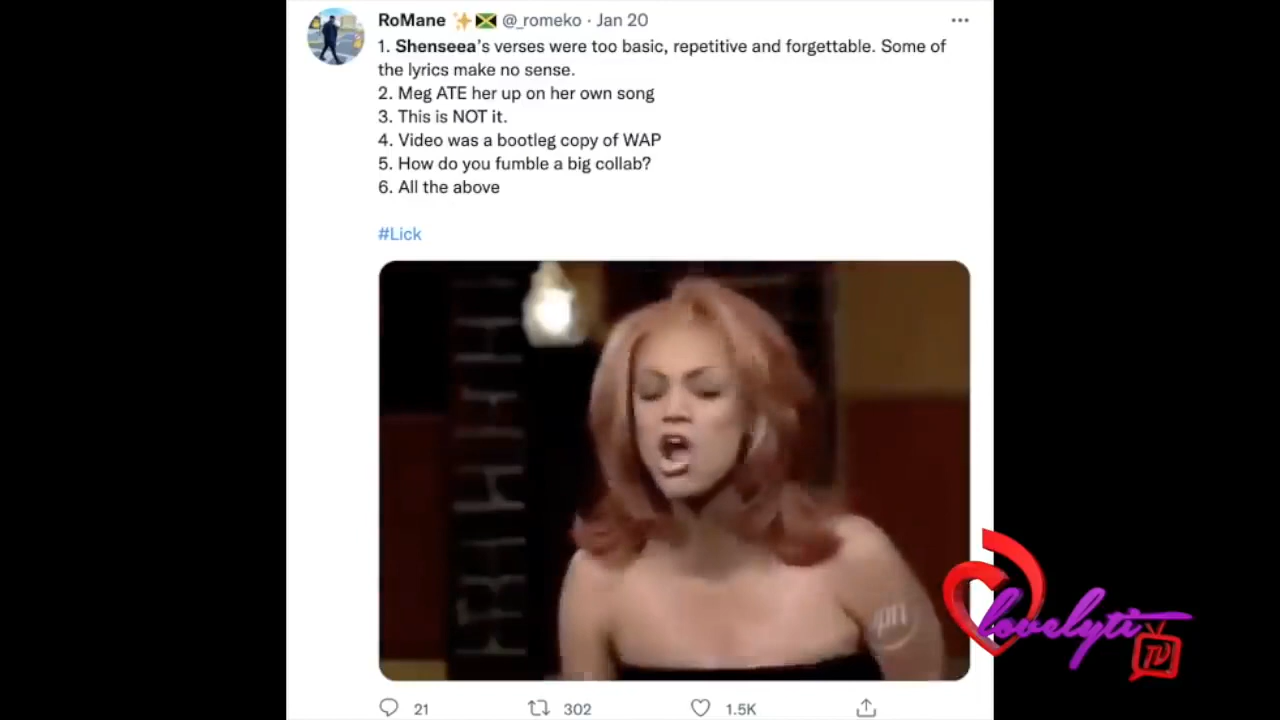 RoMane @_romeko · Jan 20
1. Shenseea's verses were too basic, repetitive and forgettable. Some of
the lyrics make no sense.
2. Meg ATE her up on her own song
3. This is NOT it.
4. Video was a bootleg copy of WAP
5. How do you fumble a big collab?
6. All the above
#Lick
un
21 302 1.5K
lovelyti
TV